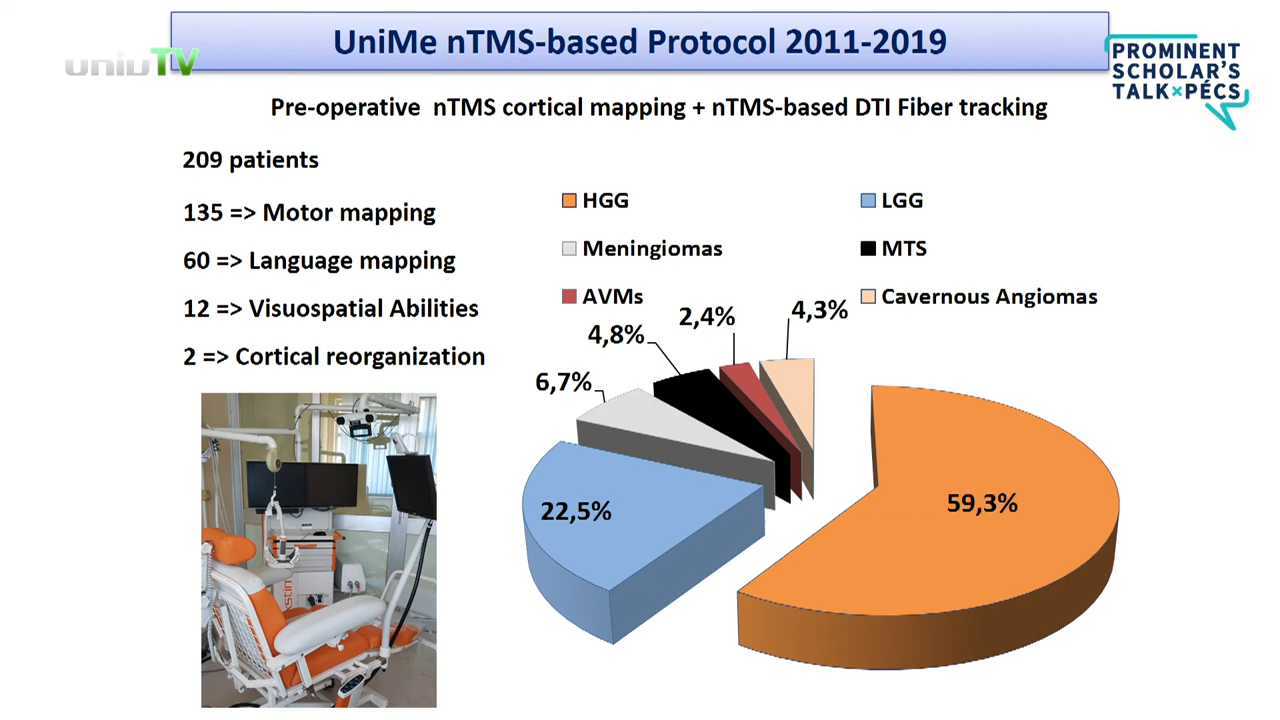 UniMe nTMS-based Protocol 2011-2019
uniuTV
PROMINENT
SCHOLAR'S
TALK×PÉCS
Pre-operative nTMS cortical mapping + nTMS-based DTI Fiber tracking
209 patients
135 => Motor mapping
60 => Language mapping
12 => Visuospatial Abilities
2 => Cortical reorganization
HGG
LGG
Meningiomas
MTS
AVMs
Cavernous Angiomas
4,3%
2,4%
4,8%
6,7%
22,5%
59,3%